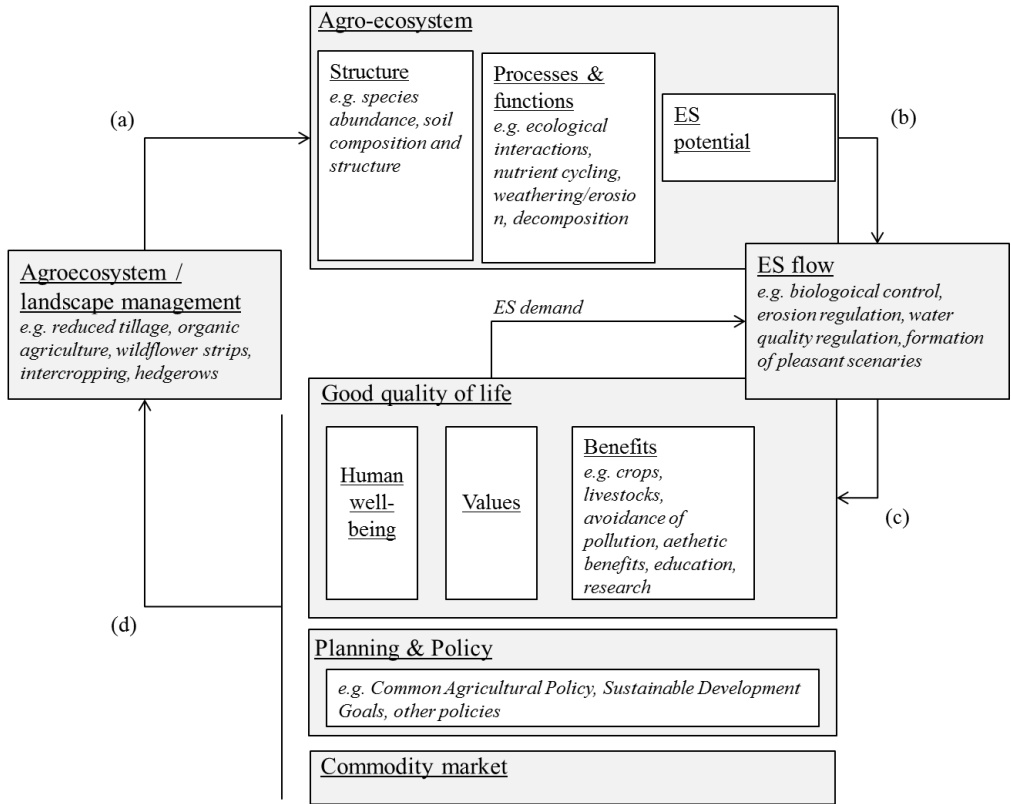 Agro-ecosystem
Structure
e.g. species
abundance, soil
composition and
structure
Processes &
functions
e.g. ecological
interactions,
nutrient cycling,
weathering/erosio
n, decomposition
ES
potential
(a)
(b)
Agroecosystem /
landscape management
e.g. reduced tillage, organic
agriculture, wildflower strips,
intercropping, hedgerows
ES flow
e.g. biologoical control,
erosion regulation, water
quality regulation, formation
of pleasant scenaries
ES demand
Good quality of life
Human
well-
being
Values
Benefits
e.g. crops,
livestocks,
avoidance of
pollution, aethetic
benefits, education,
research
(c)
(d)
Planning & Policy
e.g. Common Agricultural Policy, Sustainable Development
Goals, other policies
Commodity market